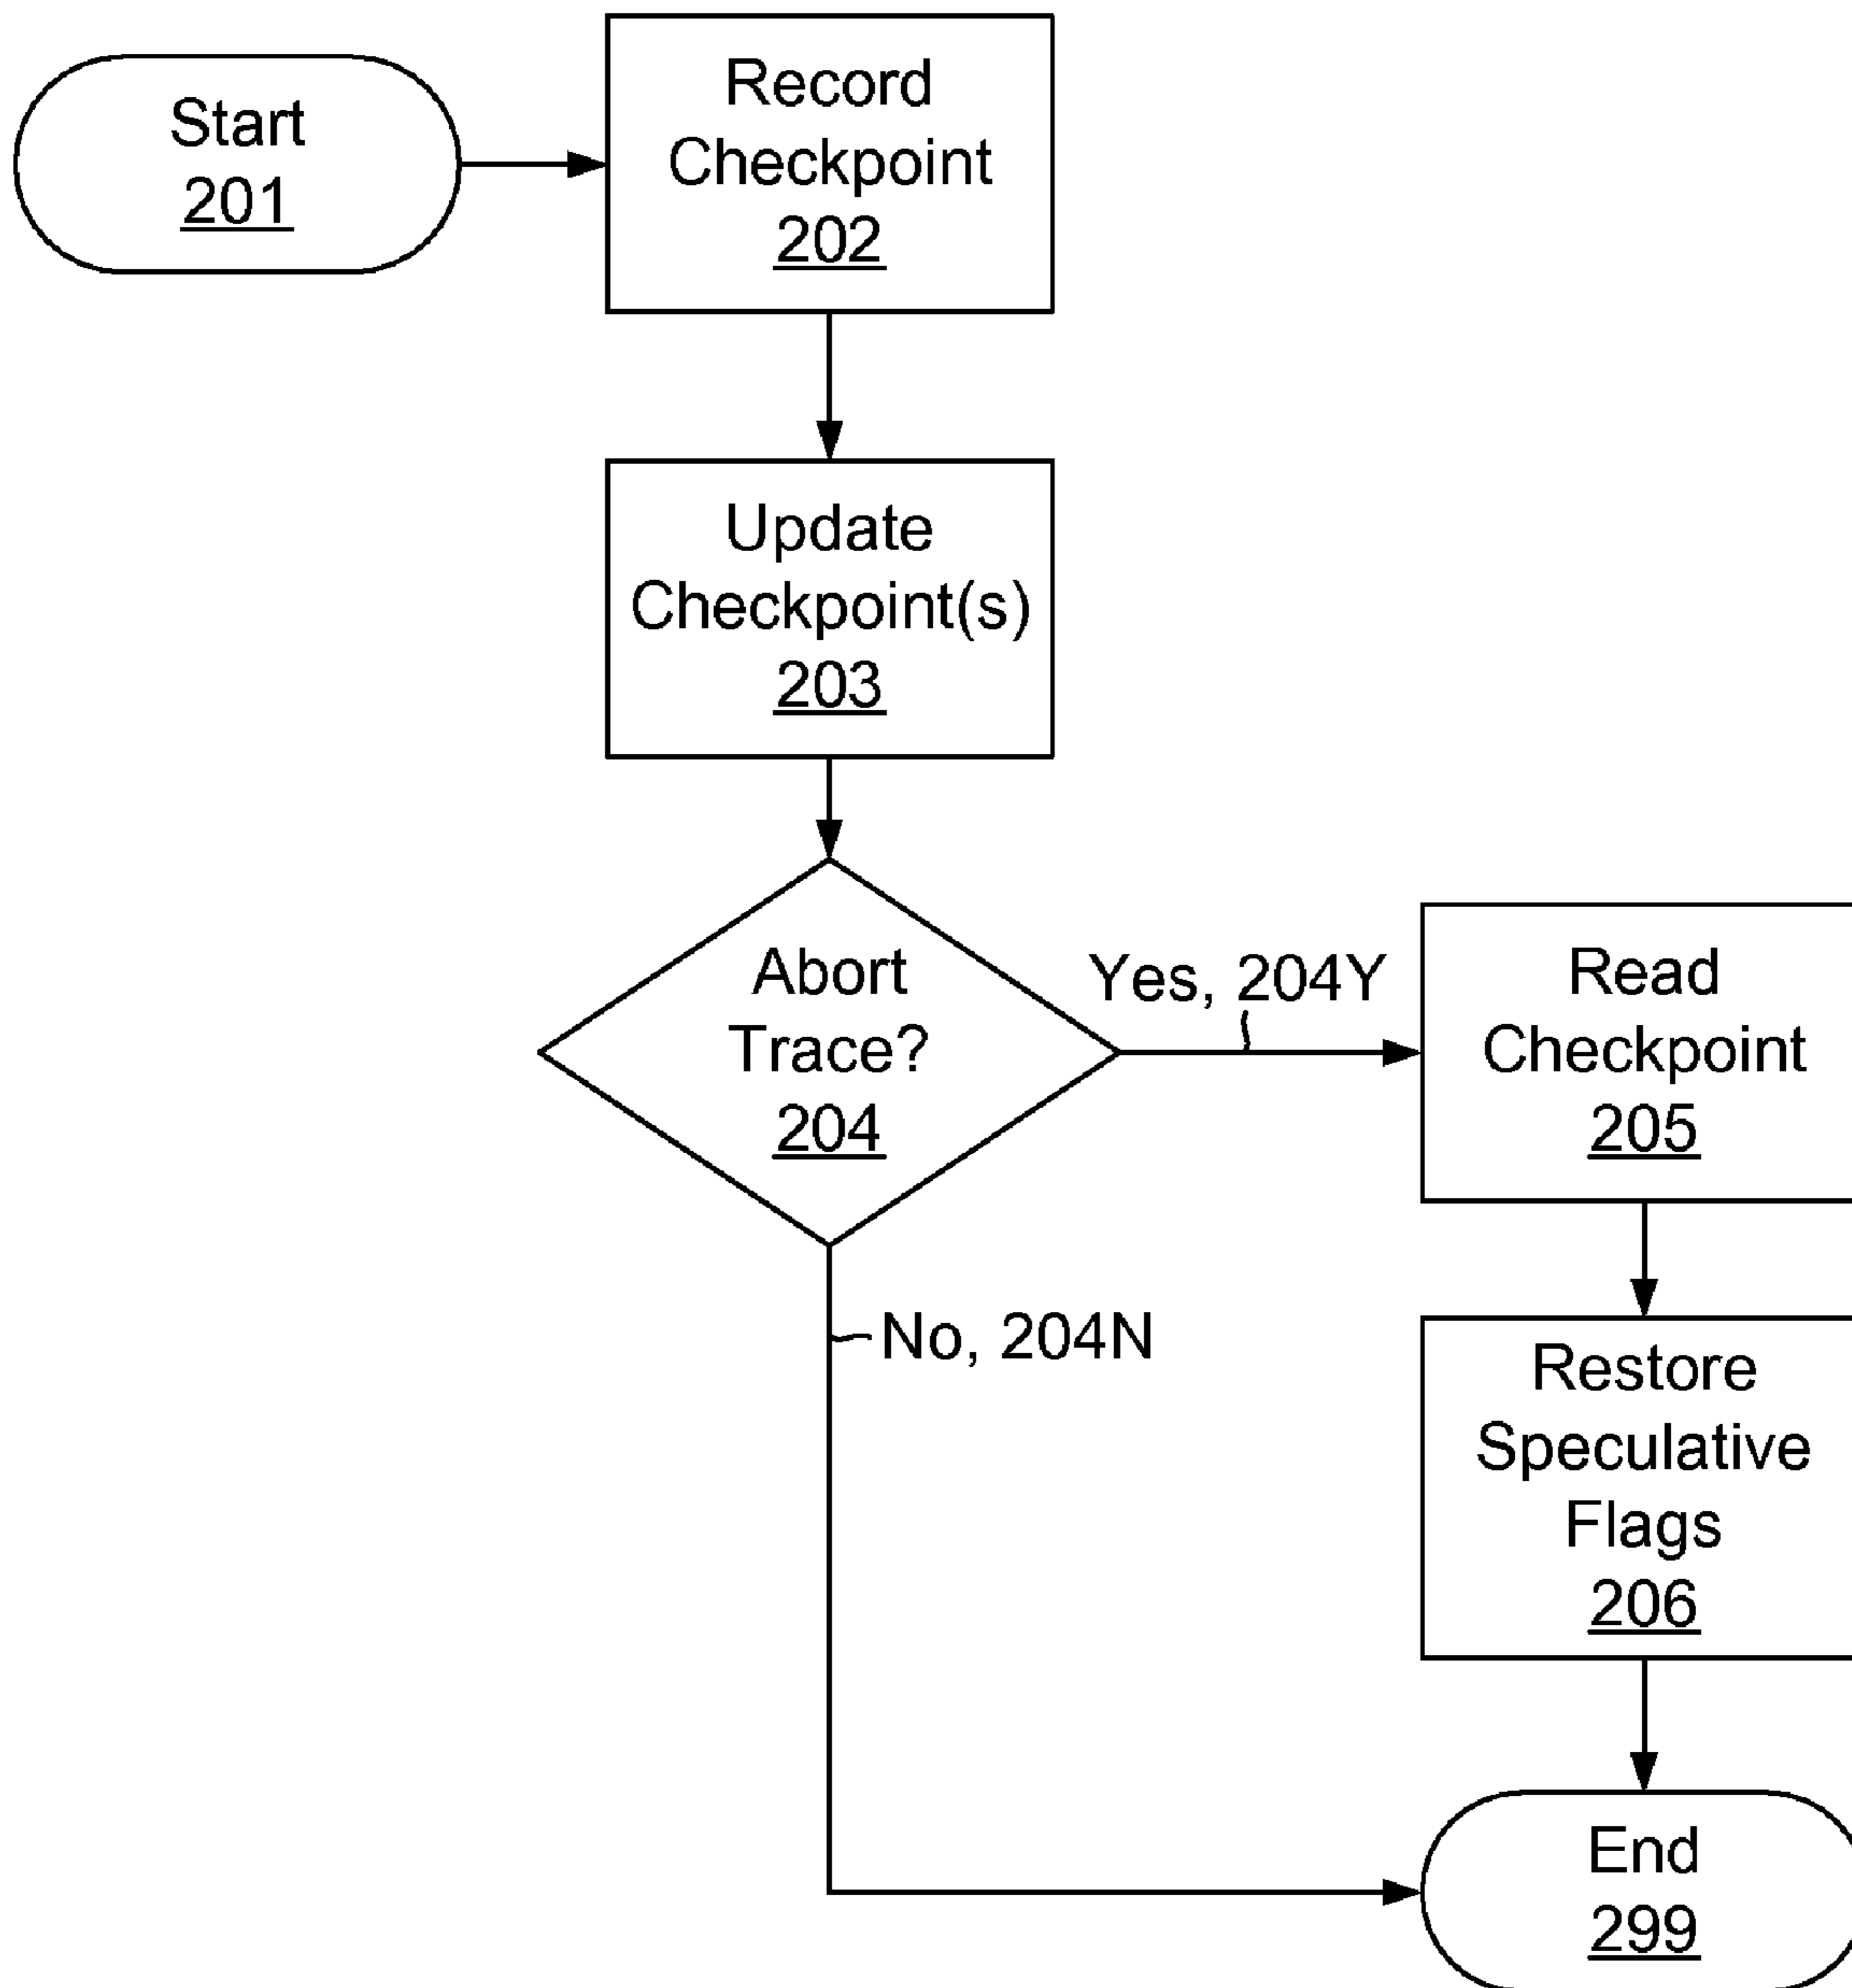 Start
201
Record
Checkpoint
202
Update
Checkpoint(s)
203
Abort
Trace?
204
Yes, 204Y
No, 204N
Read
Checkpoint
205
Restore
Speculative
Flags
206
End
299